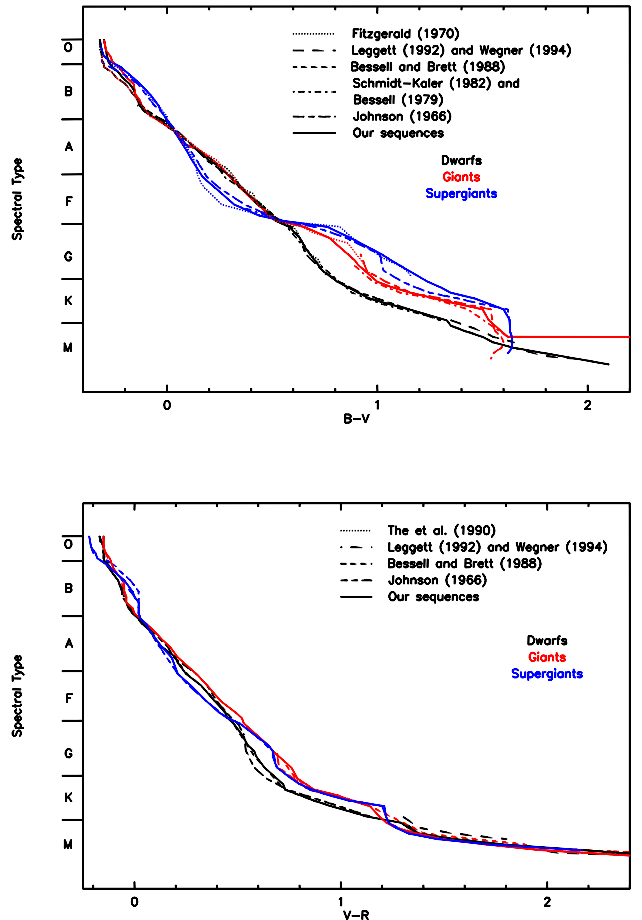 Fitzgerald (1970)
Leggett (1992) and Wegner (1994)
Bessell and Brett (1988)
Schmidt-Kaler (1982) and
Bessell (1979)
Johnson (1966)
Our sequences
Dwarfs
Giants
Supergiants
Spectral Type
O
B
A
F
G
K
M
0 1 2
B-V
The et al. (1990)
Leggett (1992) and Wegner (1994)
Bessell and Brett (1988)
Johnson (1966)
Our sequences
Dwarfs
Giants
Supergiants
Spectral Type
O
B
A
F
G
K
M
0 1 2
V-R